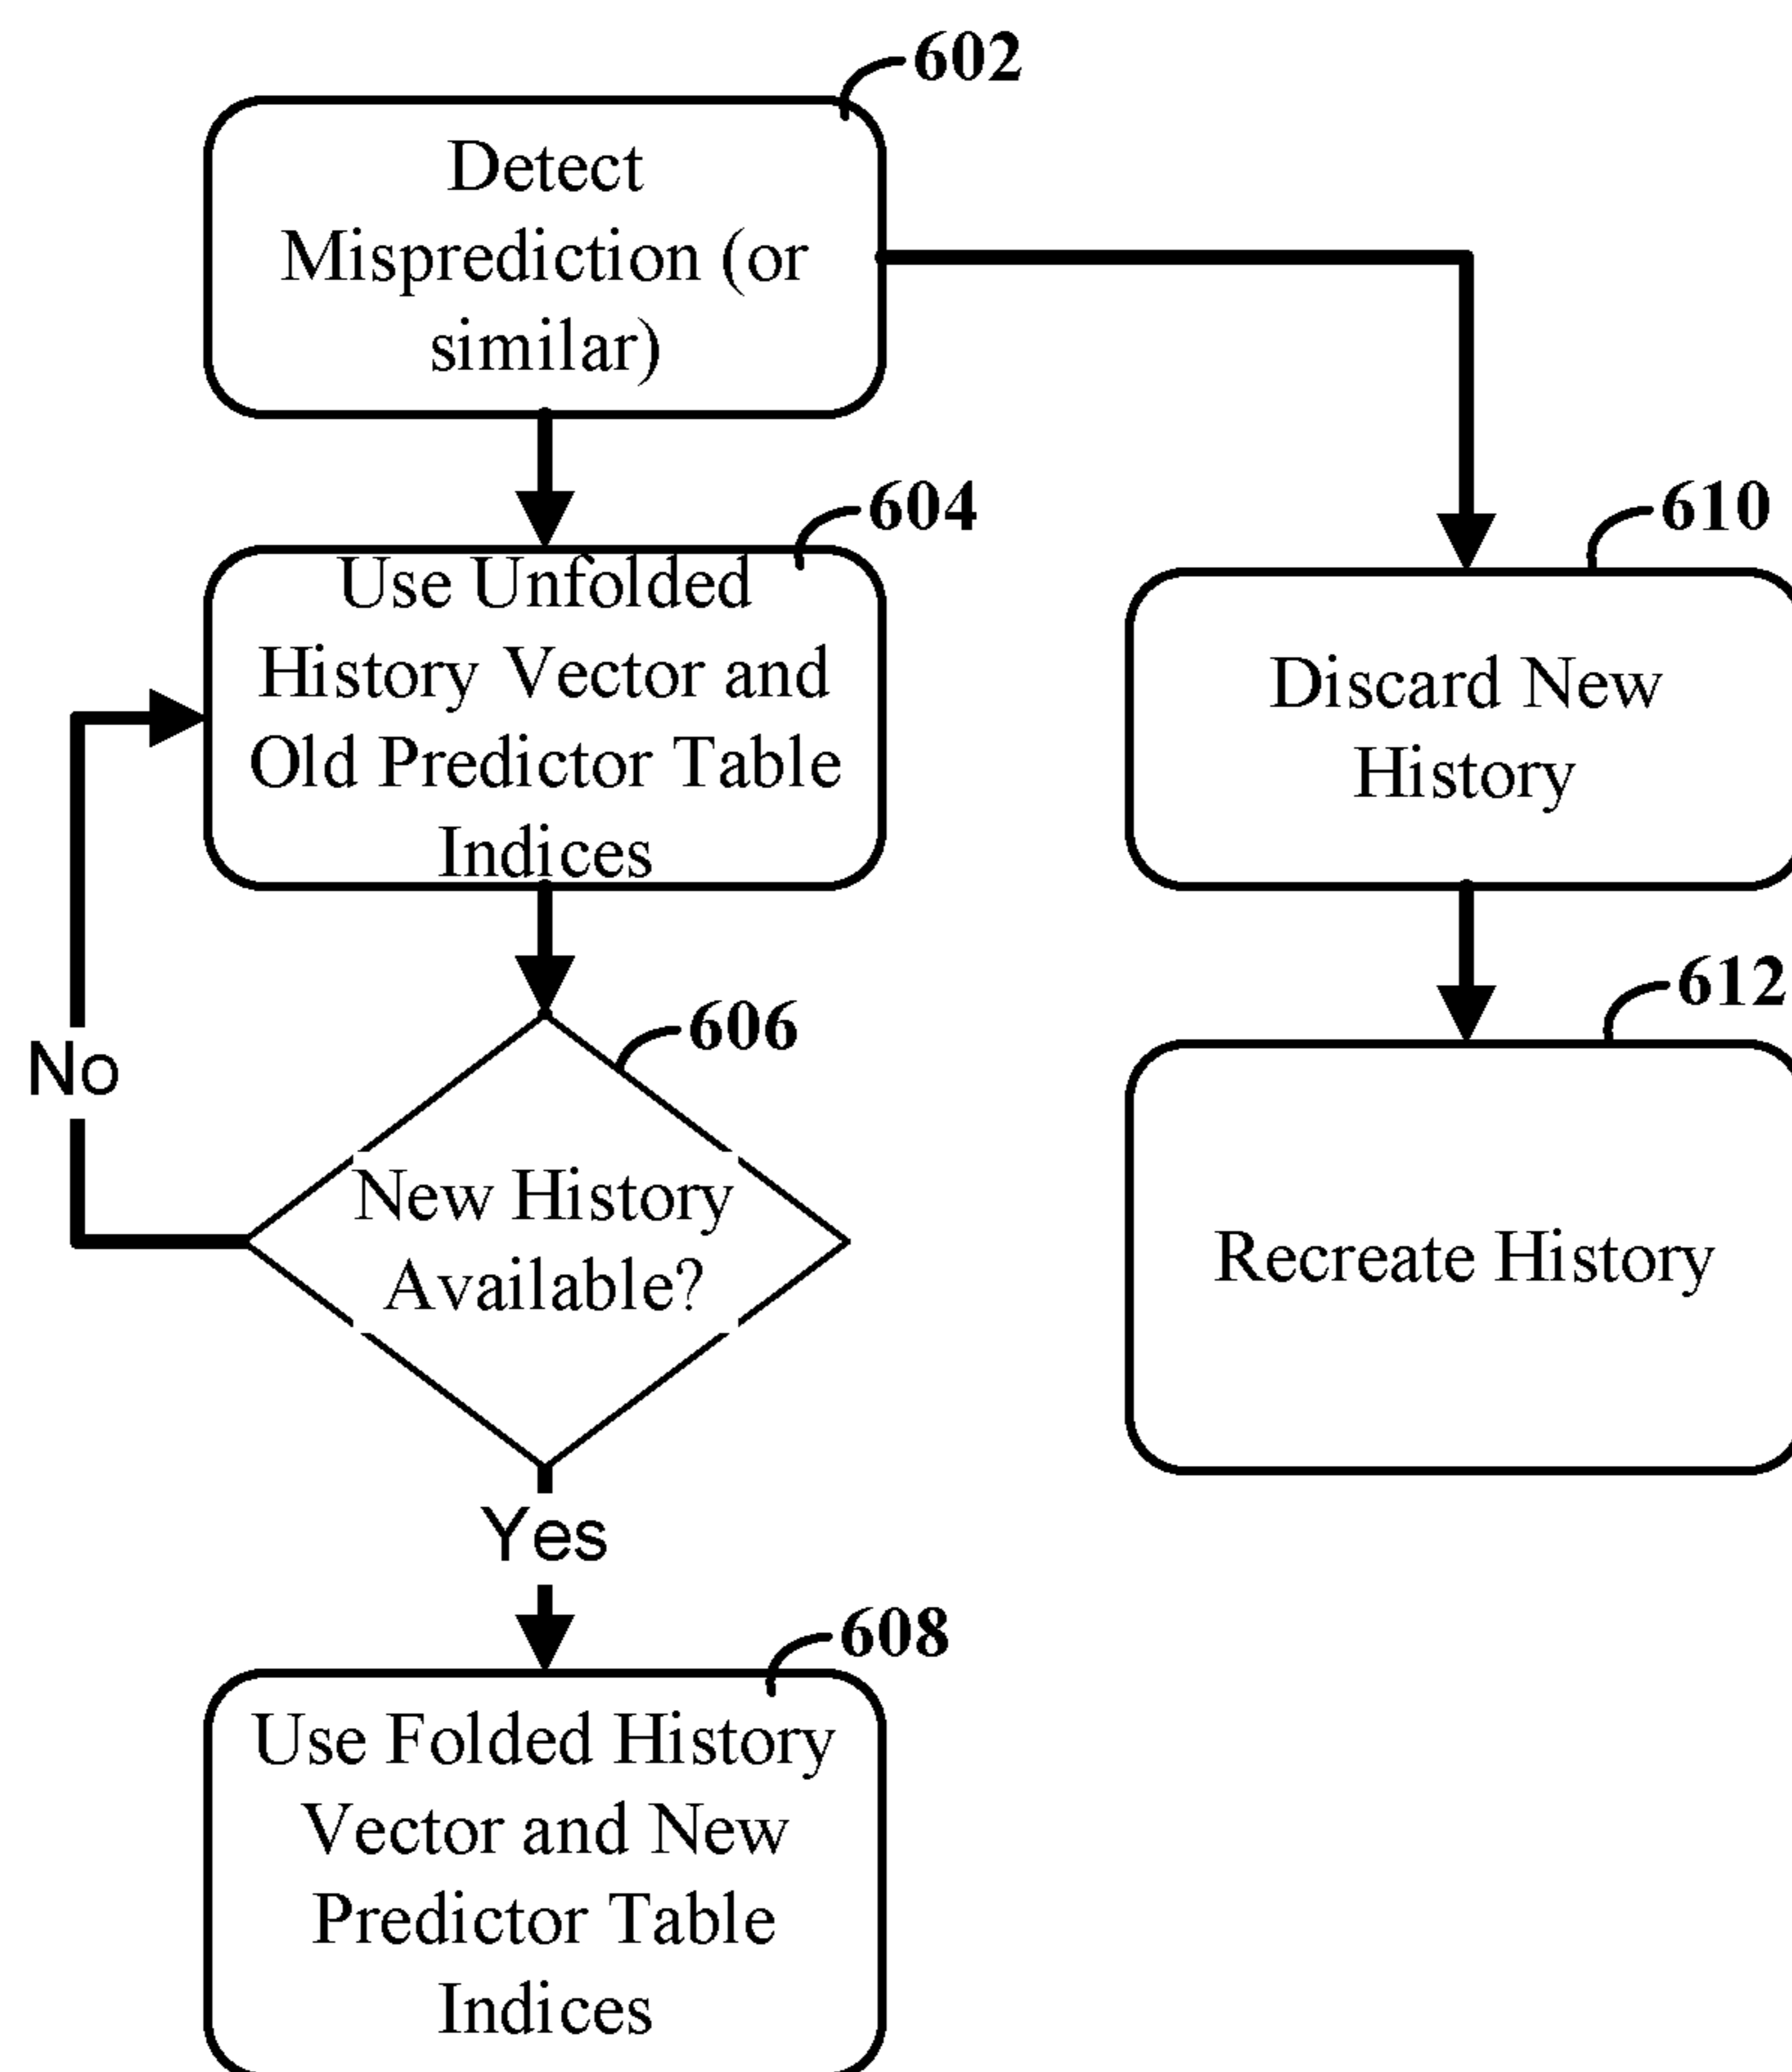 602
Detect
Misprediction (or
similar)
604
Use Unfolded
History Vector and
Old Predictor Table
Indices
610
Discard New
History
606
New History
Available?
No
612
Recreate History
Yes
608
Use Folded History
Vector and New
Predictor Table
Indices